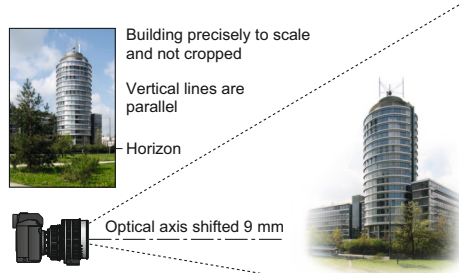 Building precisely to scale
and not cropped
Vertical lines are
parallel
Horizon
Optical axis shifted 9 mm